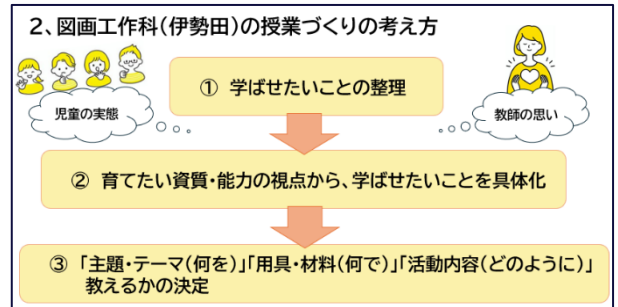 2、図画工作科(伊勢田)の授業づくりの考え方
① 学ばせたいことの整理
児童の実態
教師の思い
② 育てたい資質・能力の視点から、学ばせたいことを具体化
③ 「主題・テーマ(何を)」「用具・材料(何で)」「活動内容(どのように)」
教えるかの決定